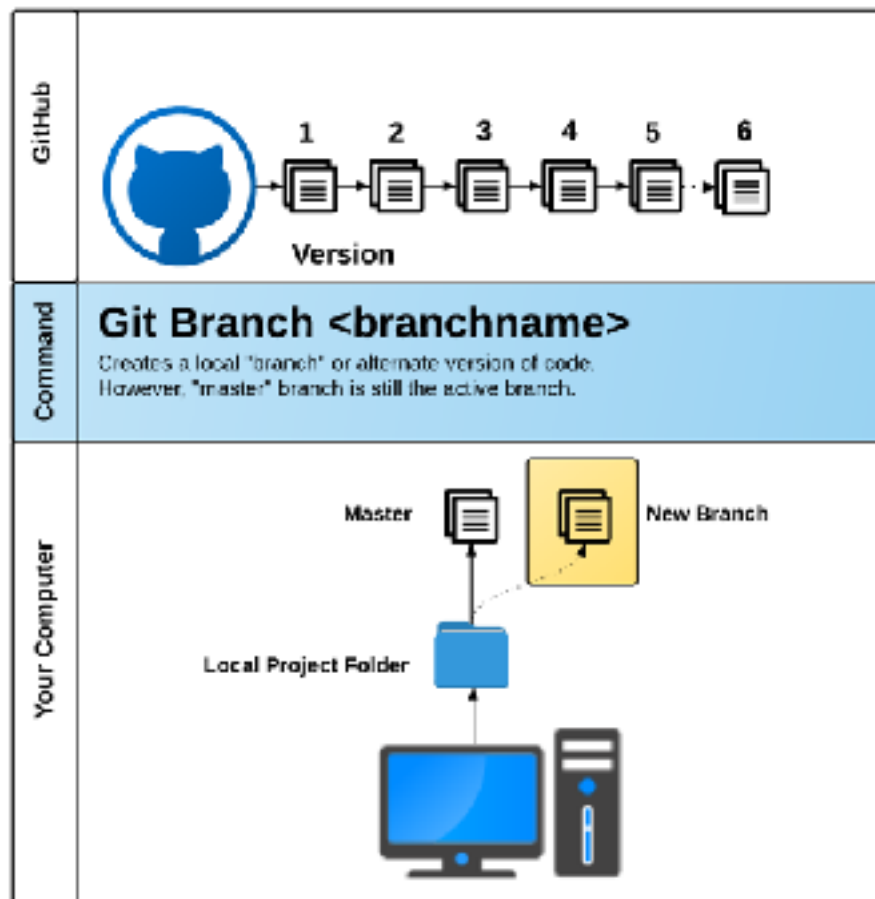 GitHub
1 2 3 4 5 6
Version
Command
Git Branch <branchname>
Creates a local "branch" or alternate version of code.
However, "master" branch is still the active branch.
Your Computer
Master
New Branch
Local Project Folder